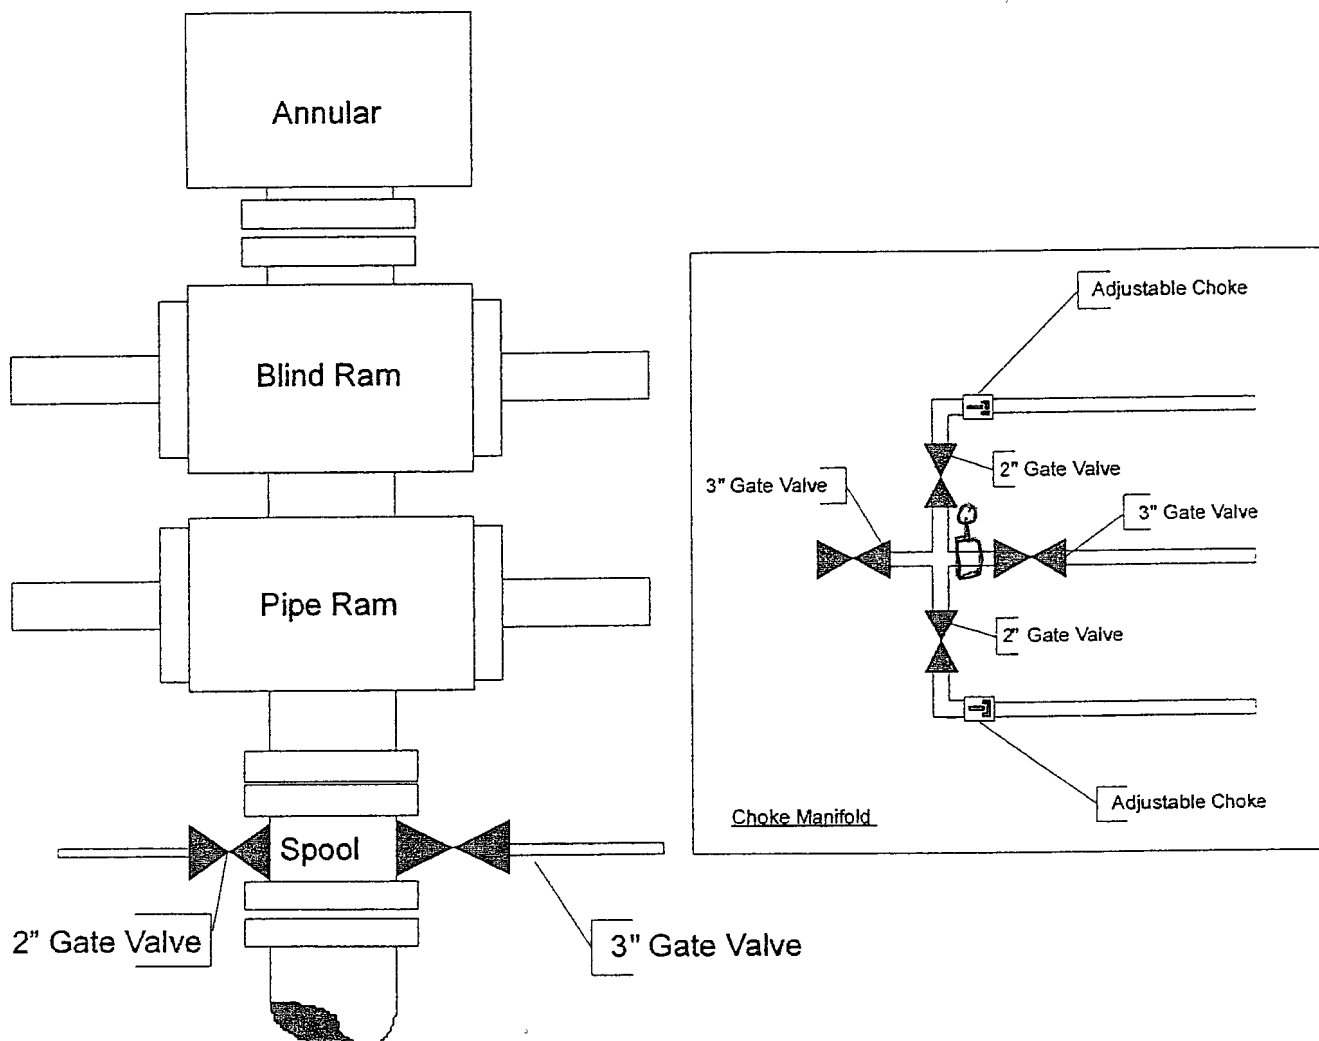 Annular
Blind Ram
Pipe Ram
Spool
2” Gate Valve
3" Gate Valve
Adjustable Choke
2" Gate Valve
3" Gate Valve
3" Gate Valve
2" Gate Valve
Adjustable Choke
Choke Manifold